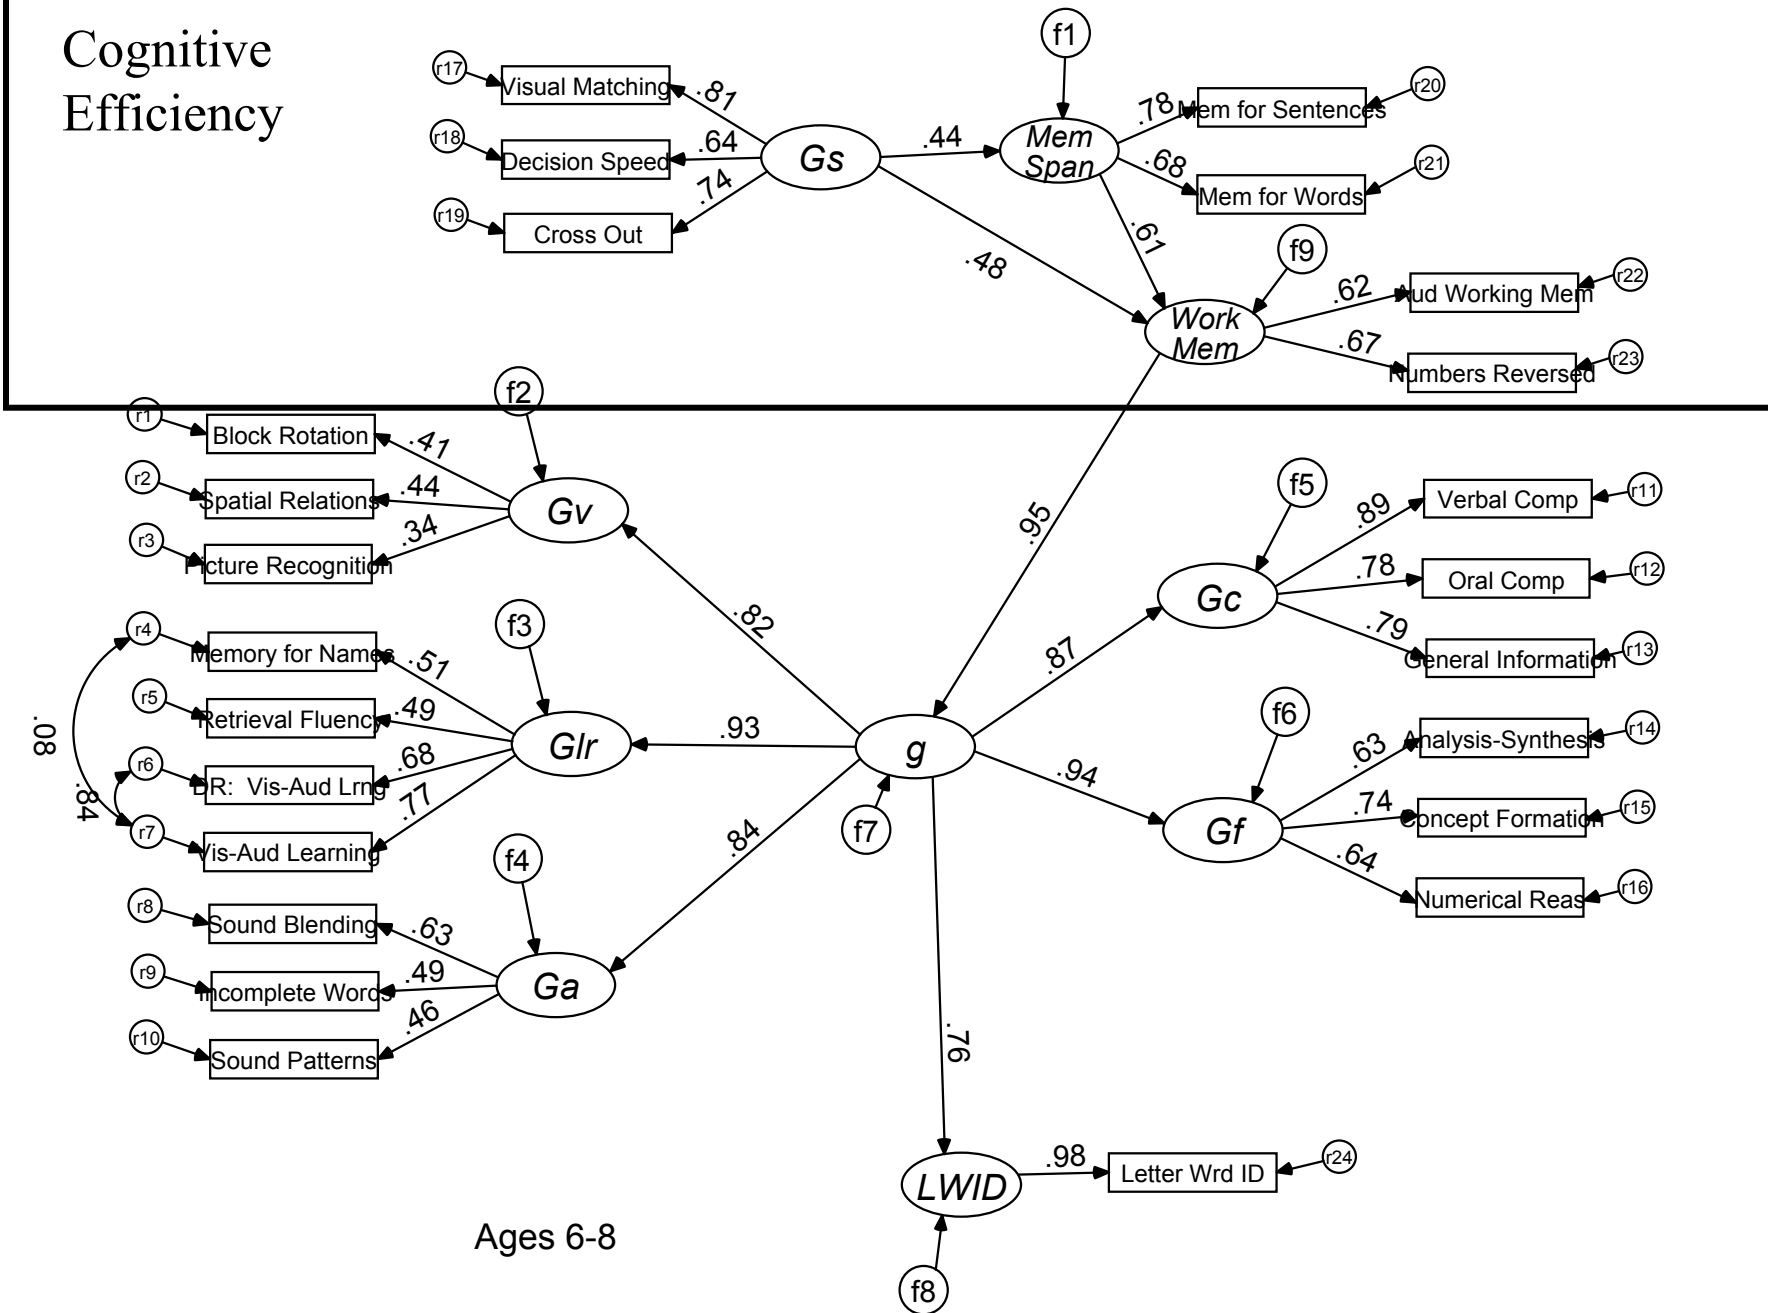 Cognitive
Efficiency
f1
r17
Visual Matching
.81
r18
Decision Speed
.64
r19
Cross Out
.74
Gs
.44
Mem
Span
.78
Mem for Sentences
r20
.68
Mem for Words
r21
.48
.61
f9
Work
Mem
.62
Aud Working Mem
r22
.67
Numbers Reversed
r23
f2
r1
Block Rotation
.41
r2
Spatial Relations
.44
r3
Picture Recognition
.34
Gv
.95
.82
f5
Gc
.89
Verbal Comp
r11
.78
Oral Comp
r12
.79
General Information
r13
.87
f3
r4
Memory for Names
.51
r5
Retrieval Fluency
.49
r6
DR:  Vis-Aud Lrng
.68
r7
Vis-Aud Learning
.77
.08
.84
Glr
.93
g
f7
.94
f6
Gf
.63
Analysis-Synthesis
r14
.74
Concept Formation
r15
.64
Numerical Reas
r16
f4
r8
Sound Blending
.63
r9
Incomplete Words
.49
r10
Sound Patterns
.46
Ga
.84
.76
LWID
.98
Letter Wrd ID
r24
f8
Ages 6-8